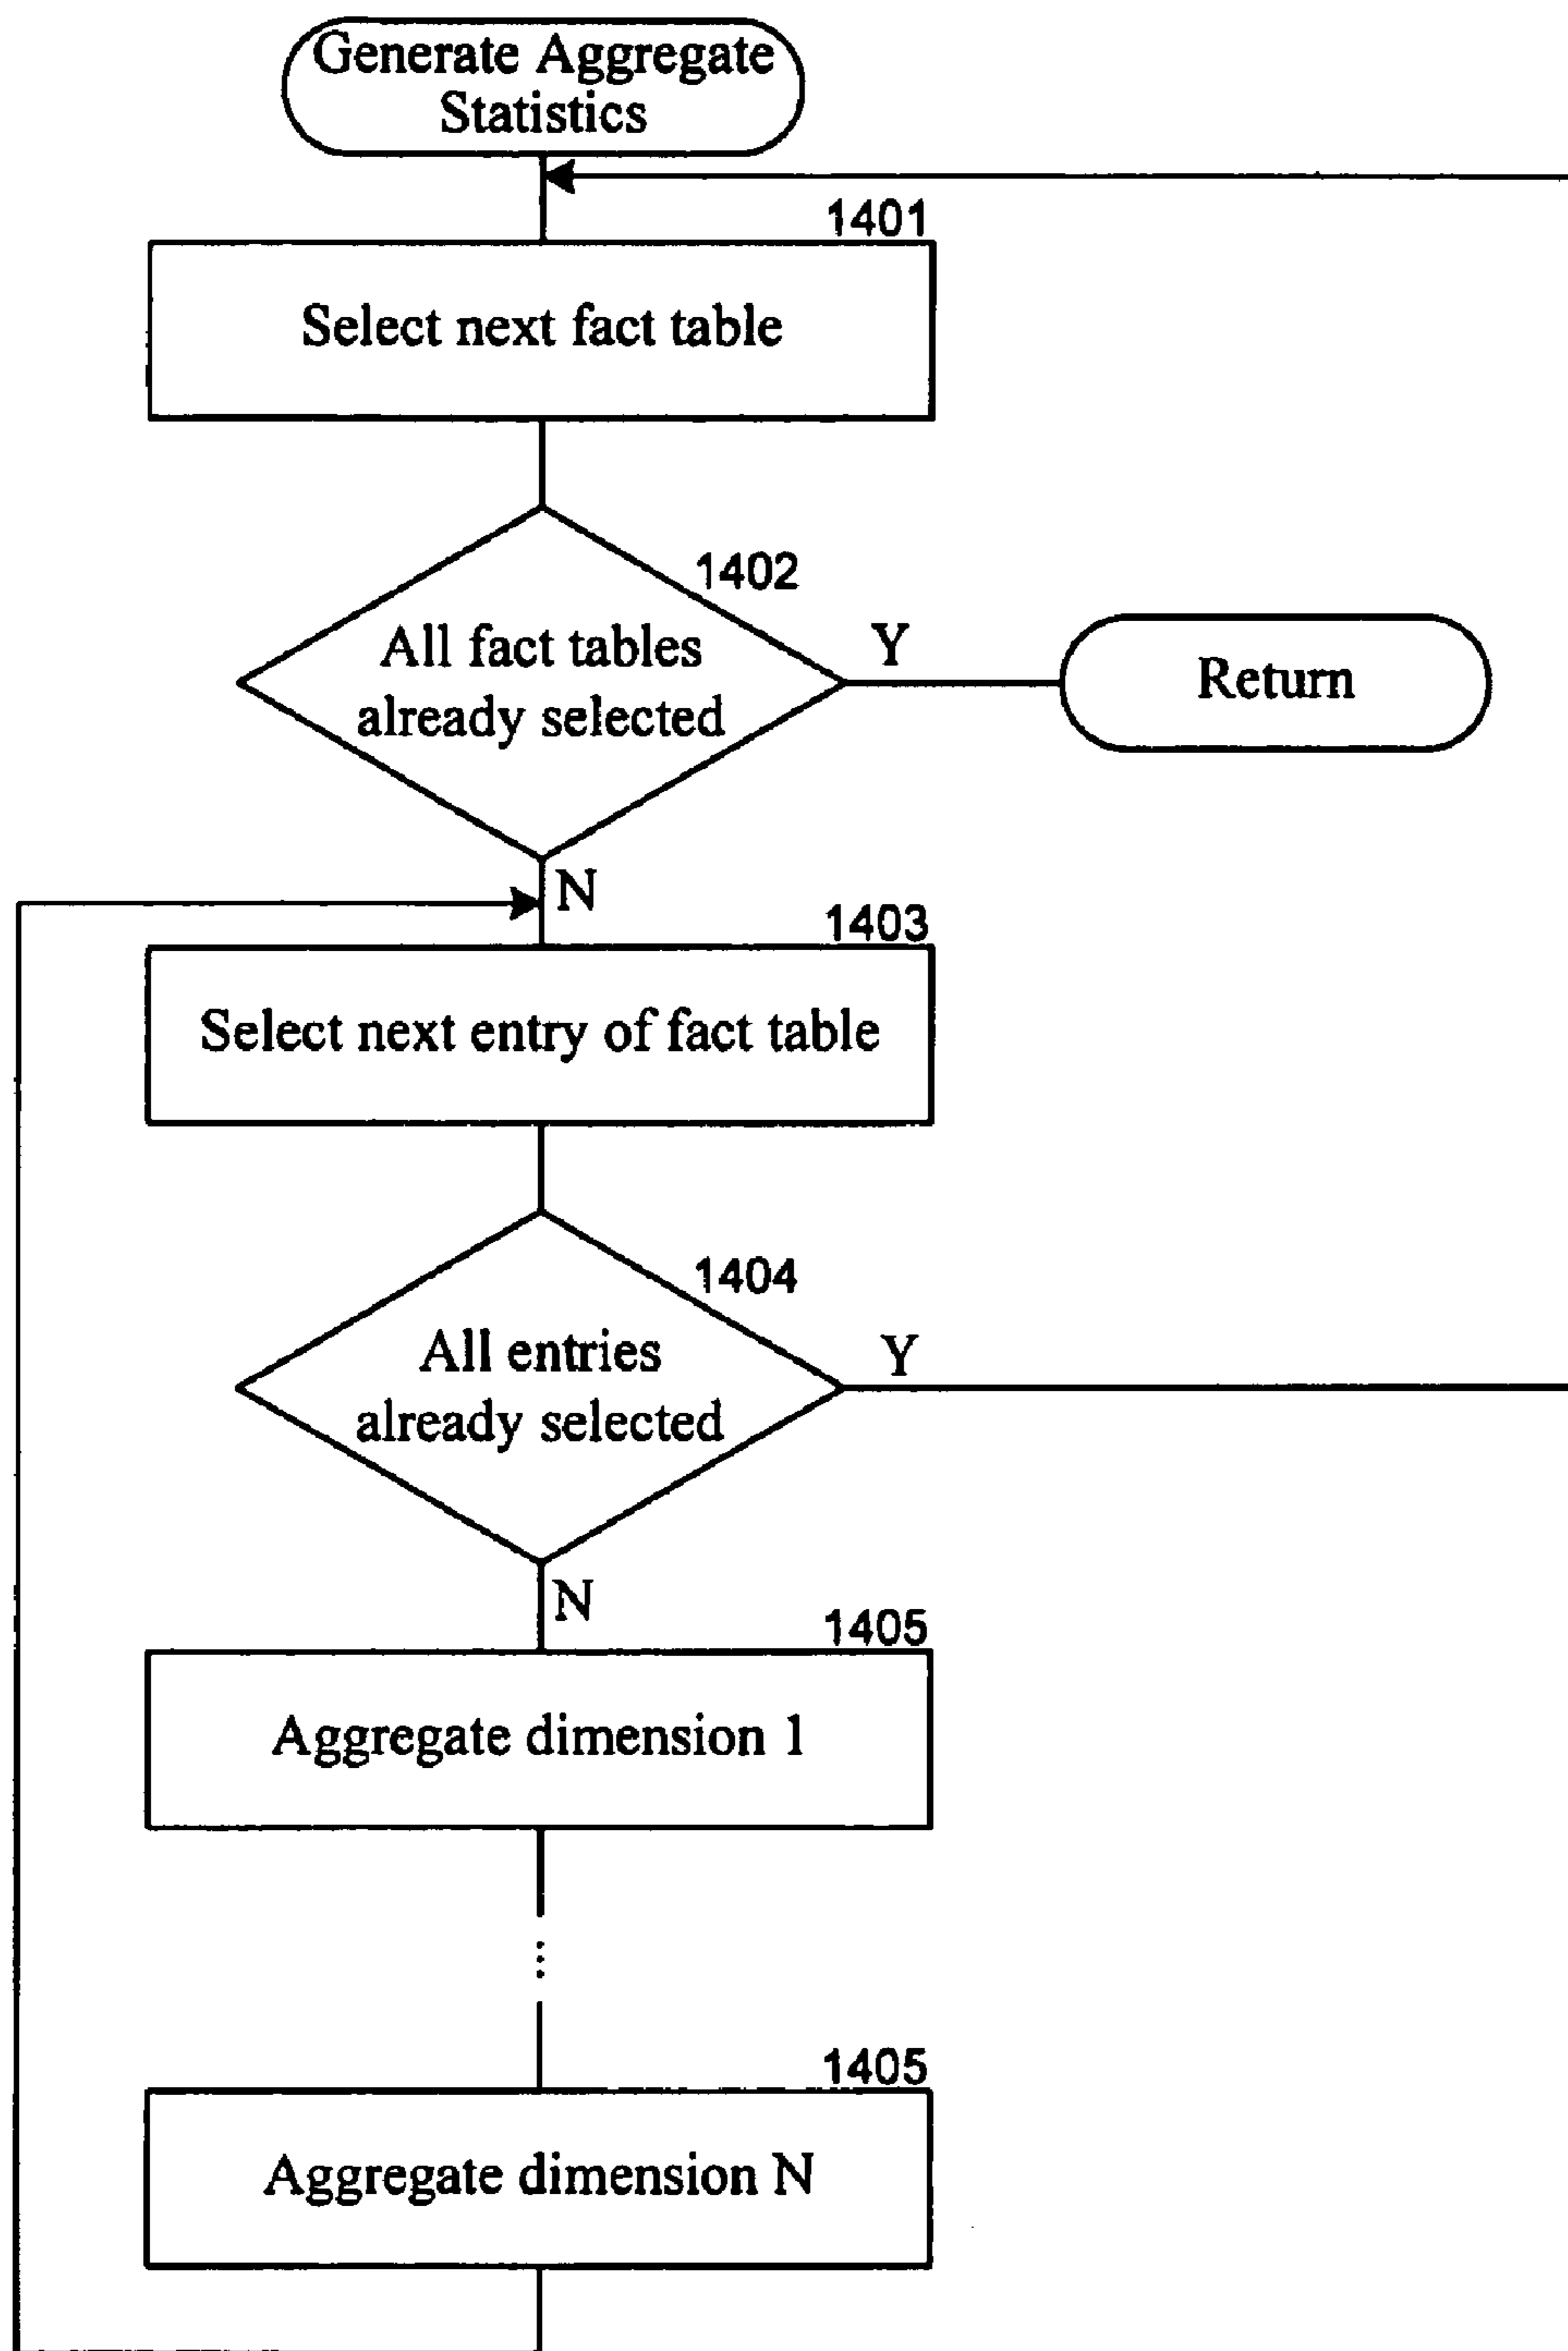 Generate Aggregate
Statistics
1401
Select next fact table
1402
All fact tables
already selected
Y
Return
N
1403
Select next entry of fact table
1404
All entries
already selected
Y
N
1405
Aggregate dimension 1
...
1405
Aggregate dimension N